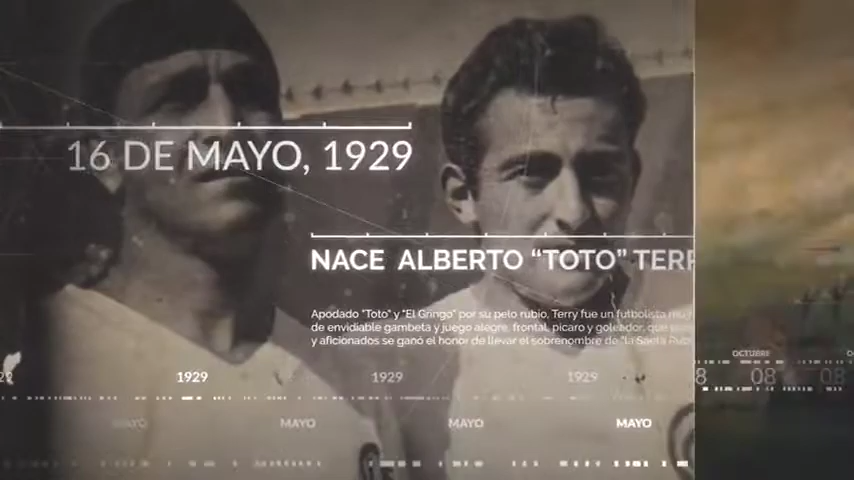 16 DE MAYO, 1929
NACE ALBERTO "TOTO"
Apodado "Toto" y "El Gringo" por su pelo rubio, Terry fue un futbolista
de envidiable gambeta y juego alegre, frontal, pícaro y goleador, que
y aficionados se ganó el honor de llevar el sobrenombre de "La Saeta
1929 1929 1929
MAYO MAYO MAYO MAYO
OCTUBRE
08 08